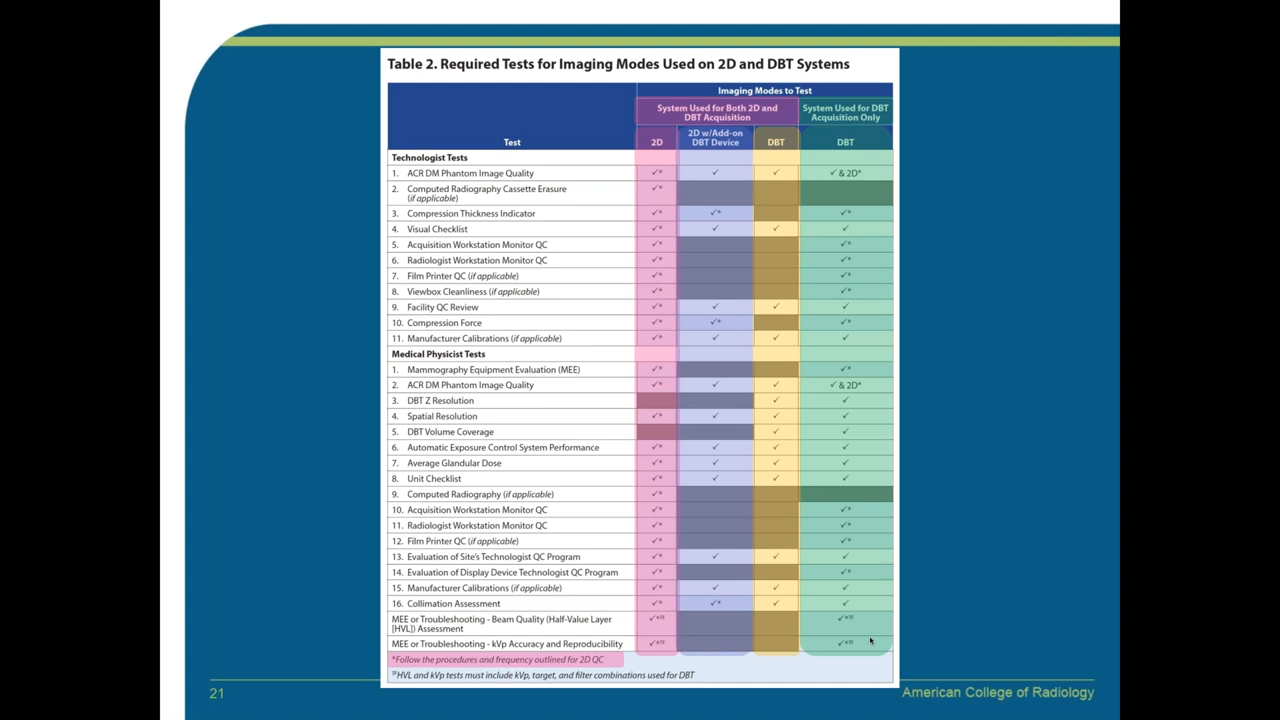 Table 2. Required Tests for Imaging Modes Used on 2D and DBT Systems
Imaging Modes to Test
System Used for Both 2D and DBT Acquisition
System Used for DBT Acquisition Only
Test 2D 2D w/Add-on DBT Device DBT DBT
Technologist Tests
1. ACR DM Phantom Image Quality ✓* ✓ ✓ ✓ & 2D*
2. Computed Radiography Cassette Erasure ✓*
(if applicable)
3. Compression Thickness Indicator ✓* ✓* ✓*
4. Visual Checklist ✓* ✓ ✓ ✓
5. Acquisition Workstation Monitor QC ✓* ✓*
6. Radiologist Workstation Monitor QC ✓* ✓*
7. Film Printer QC (if applicable) ✓* ✓*
8. Viewbox Cleanliness (if applicable) ✓* ✓*
9. Facility QC Review ✓* ✓ ✓ ✓
10. Compression Force ✓* ✓* ✓*
11. Manufacturer Calibrations (if applicable) ✓* ✓ ✓ ✓
Medical Physicist Tests
1. Mammography Equipment Evaluation (MEE) ✓* ✓*
2. ACR DM Phantom Image Quality ✓* ✓ ✓ ✓ & 2D*
3. DBT Z Resolution ✓ ✓
4. Spatial Resolution ✓* ✓ ✓ ✓
5. DBT Volume Coverage ✓ ✓
6. Automatic Exposure Control System Performance ✓* ✓ ✓ ✓
7. Average Glandular Dose ✓* ✓ ✓ ✓
8. Unit Checklist ✓* ✓ ✓ ✓
9. Computed Radiography (if applicable) ✓*
10. Acquisition Workstation Monitor QC ✓* ✓*
11. Radiologist Workstation Monitor QC ✓* ✓*
12. Film Printer QC (if applicable) ✓* ✓*
13. Evaluation of Site's Technologist QC Program ✓* ✓ ✓ ✓
14. Evaluation of Display Device Technologist QC Program ✓* ✓*
15. Manufacturer Calibrations (if applicable) ✓* ✓ ✓ ✓
16. Collimation Assessment ✓* ✓* ✓ ✓
MEE or Troubleshooting - Beam Quality (Half-Value Layer ✓*†† ✓*††
[HVL]) Assessment
MEE or Troubleshooting - kVp Accuracy and Reproducibility ✓*†† ✓*††
*Follow the procedures and frequency outlined for 2D QC
††HVL and kVp tests must include kVp, target, and filter combinations used for DBT
21
American College of Radiology